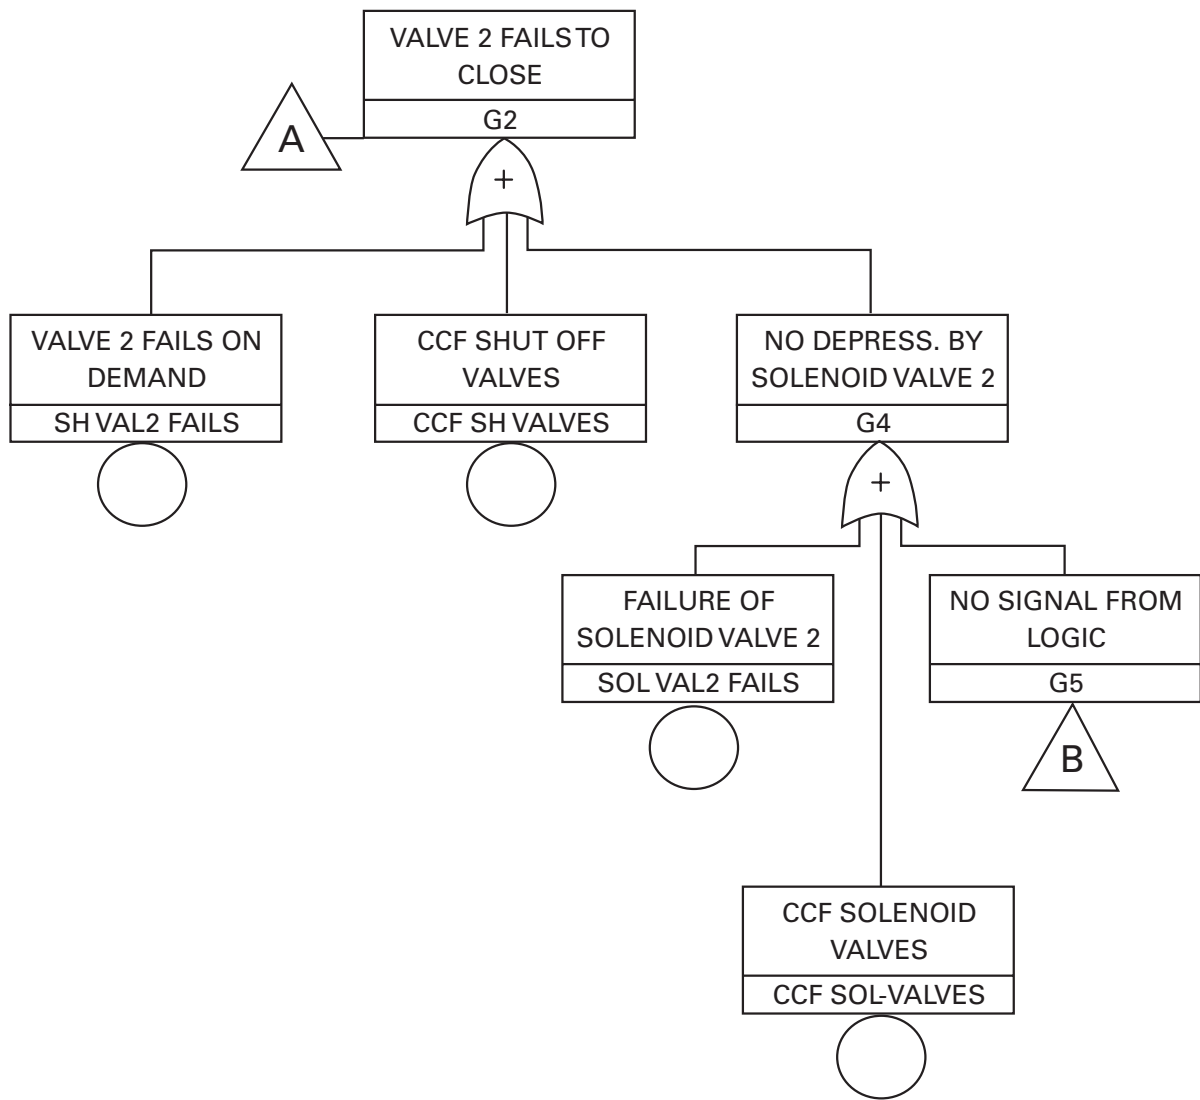 VALVE 2 FAILS TO
CLOSE
G2
A
+
VALVE 2 FAILS ON
DEMAND
SH VAL2 FAILS
CCF SHUT OFF
VALVES
CCF SH VALVES
NO DEPRESS. BY
SOLENOID VALVE 2
G4
+
FAILURE OF
SOLENOID VALVE 2
SOL VAL2 FAILS
NO SIGNAL FROM
LOGIC
G5
B
CCF SOLENOID
VALVES
CCF SOL-VALVES